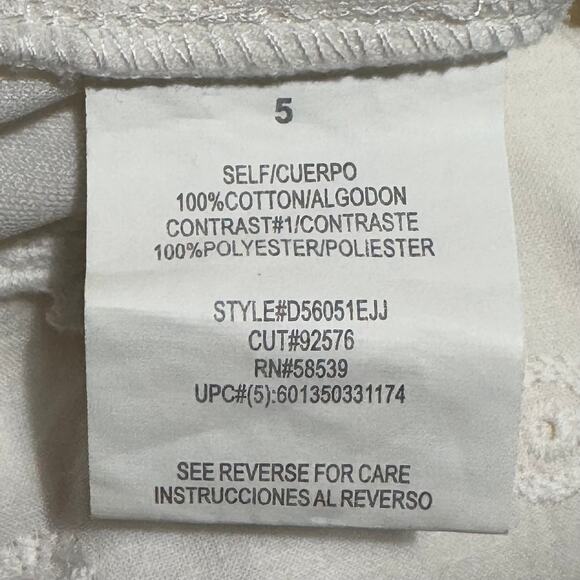 5
SELF/CUERPO
100%COTTON/ALGODON
CONTRAST#1/CONTRASTE
100%POLYESTER/POLIESTER
STYLE#D56051EJJ
CUT#92576
RN#58539
UPC#(5):601350331174
SEE REVERSE FOR CARE
INSTRUCCIONES AL REVERSO